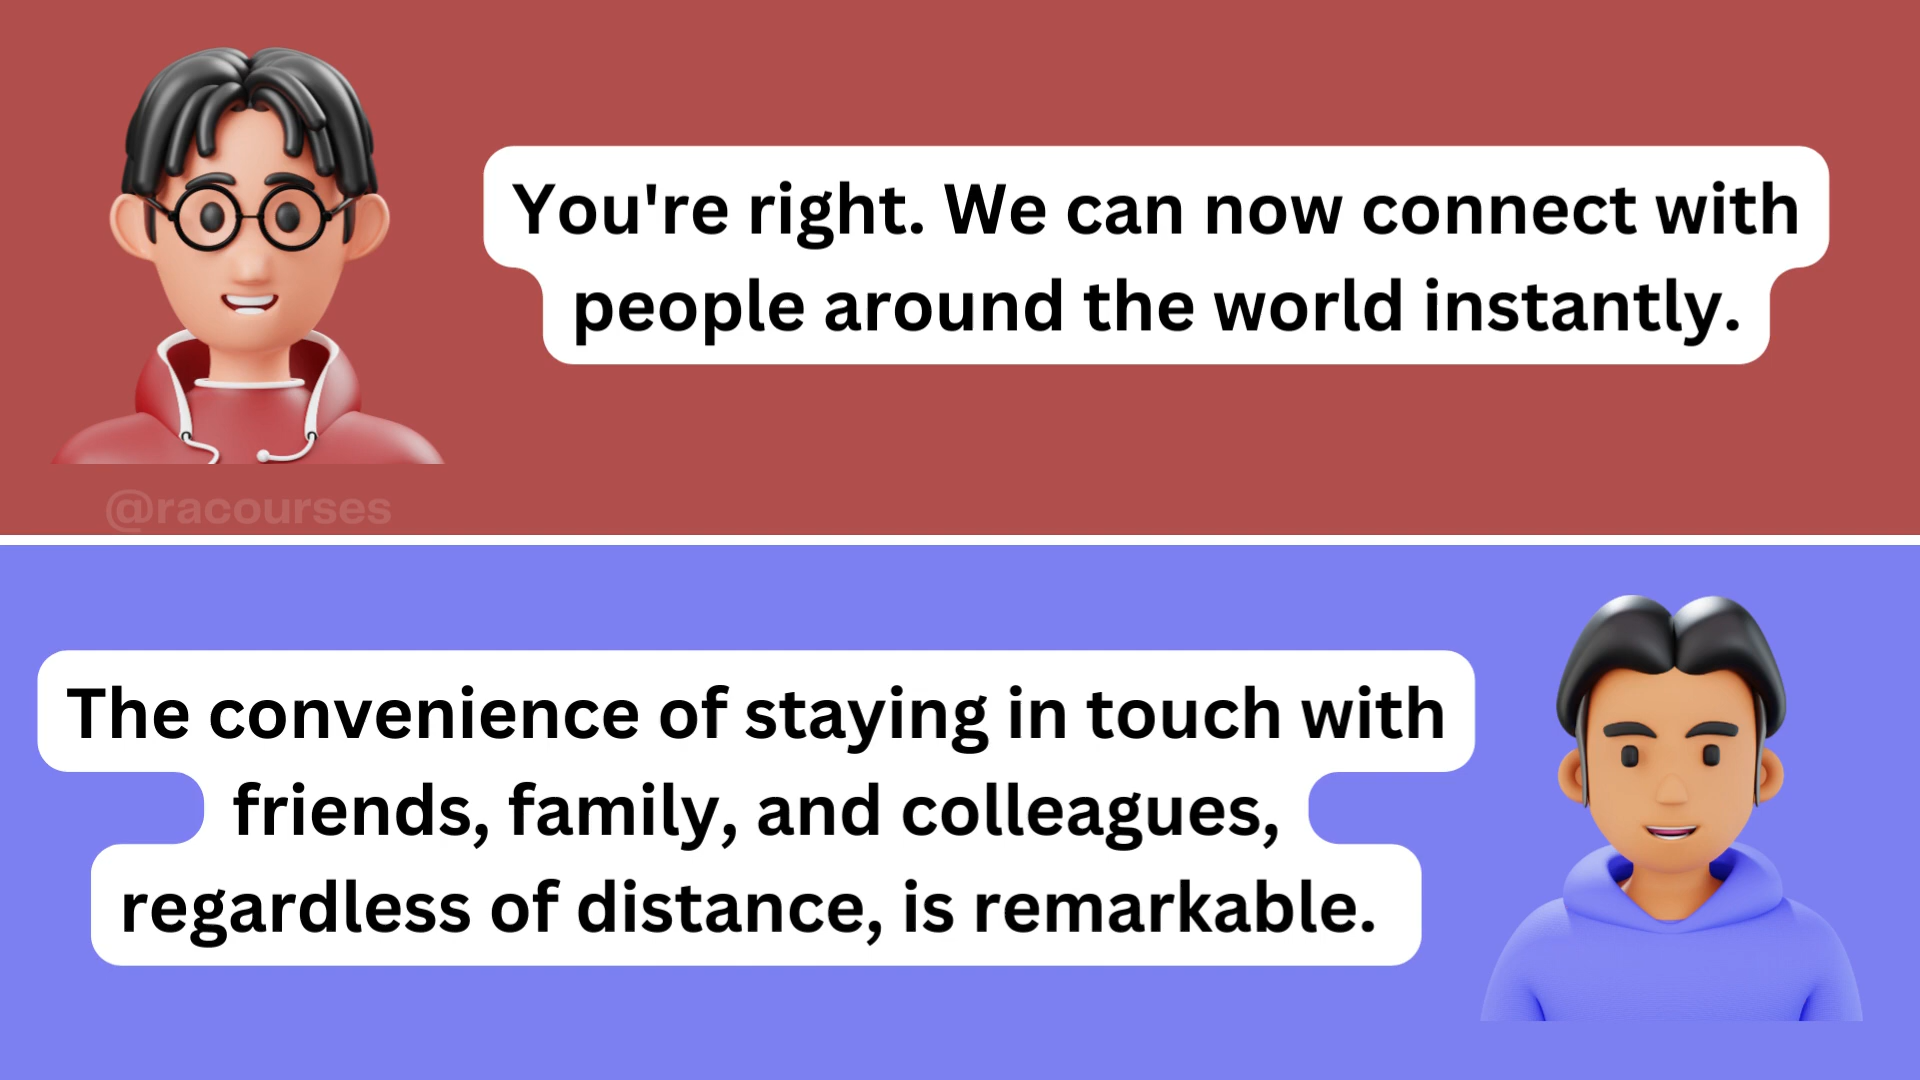 You're right. We can now connect with
people around the world instantly.
@racourses
The convenience of staying in touch with
friends, family, and colleagues,
regardless of distance, is remarkable.